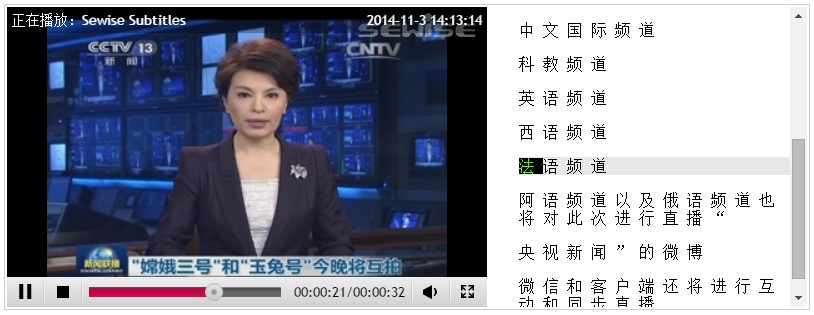 正在播放：Sewise Subtitles
2014-11-3 14:13:14
sewise
CCTV 13
新闻
CNTV
新闻联播
"嫦娥三号"和"玉兔号"今晚将互拍
00:00:21/00:00:32
中文国际频道
科教频道
英语频道
西语频道
法语频道
阿语频道以及俄语频道也
将对此次进行直播“
央视新闻”的微博
微信和客户端还将进行互
动和同步直播